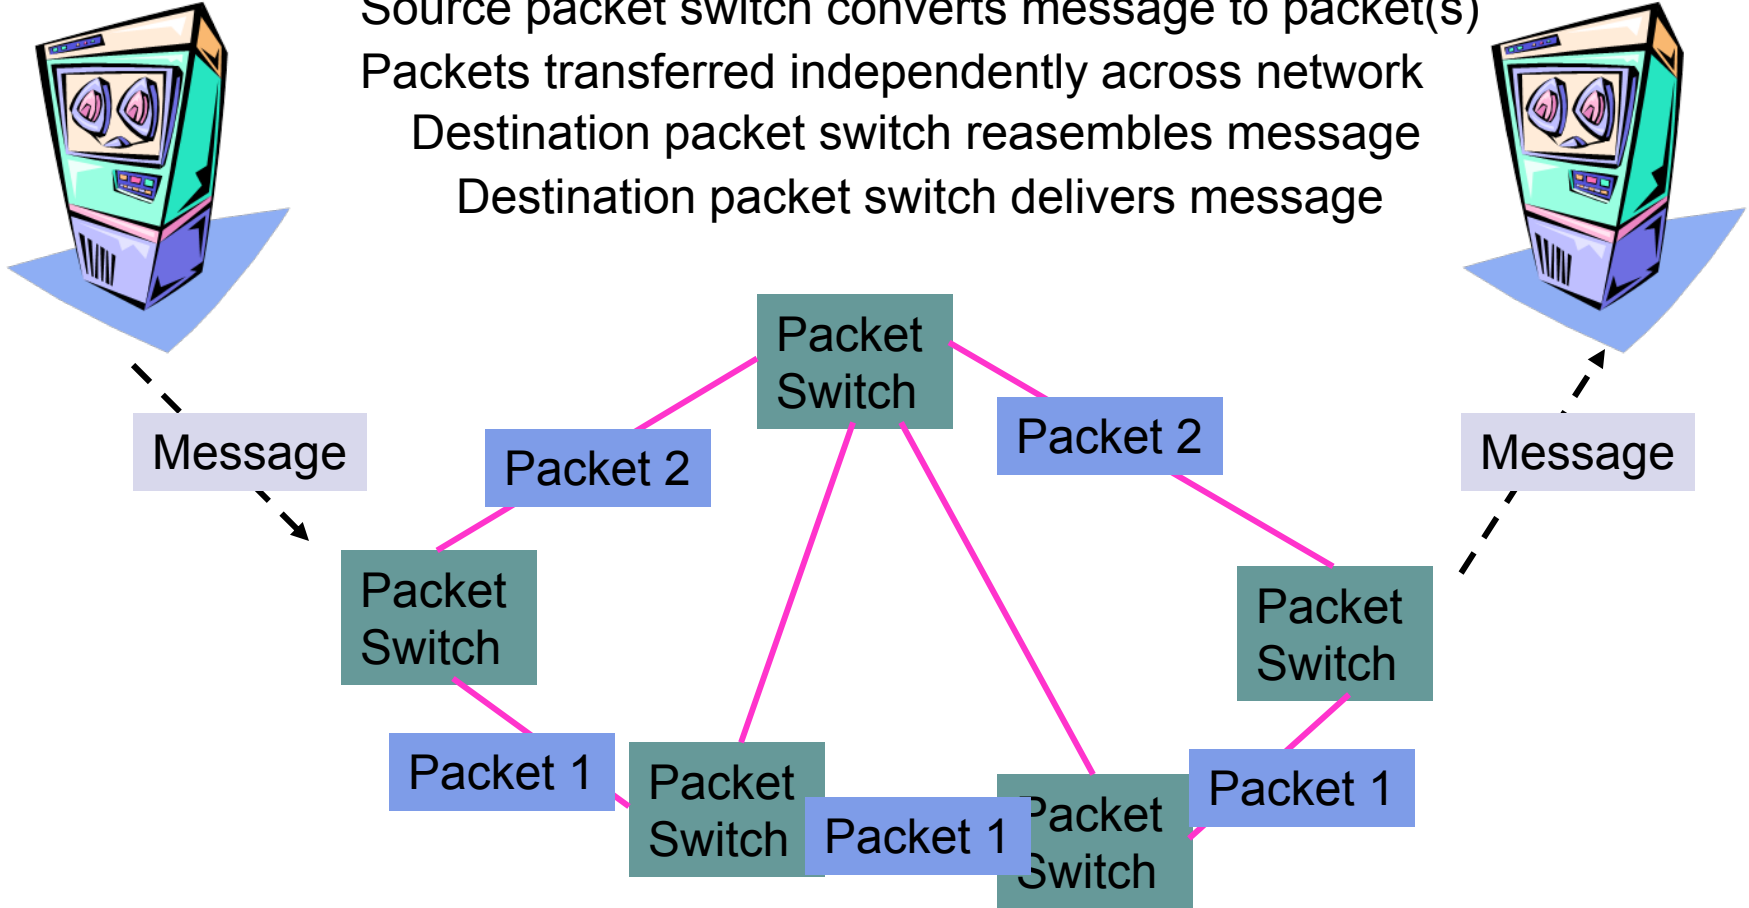 Source packet switch converts message to packet(s)
Packets transferred independently across network
Destination packet switch reasembles message
Destination packet switch delivers message
Packet
Switch
Message
Packet 2
Packet 2
Message
Packet
Switch
Packet
Switch
Packet 1
Packet
Switch
Packet 1
Packet
Switch
Packet 1